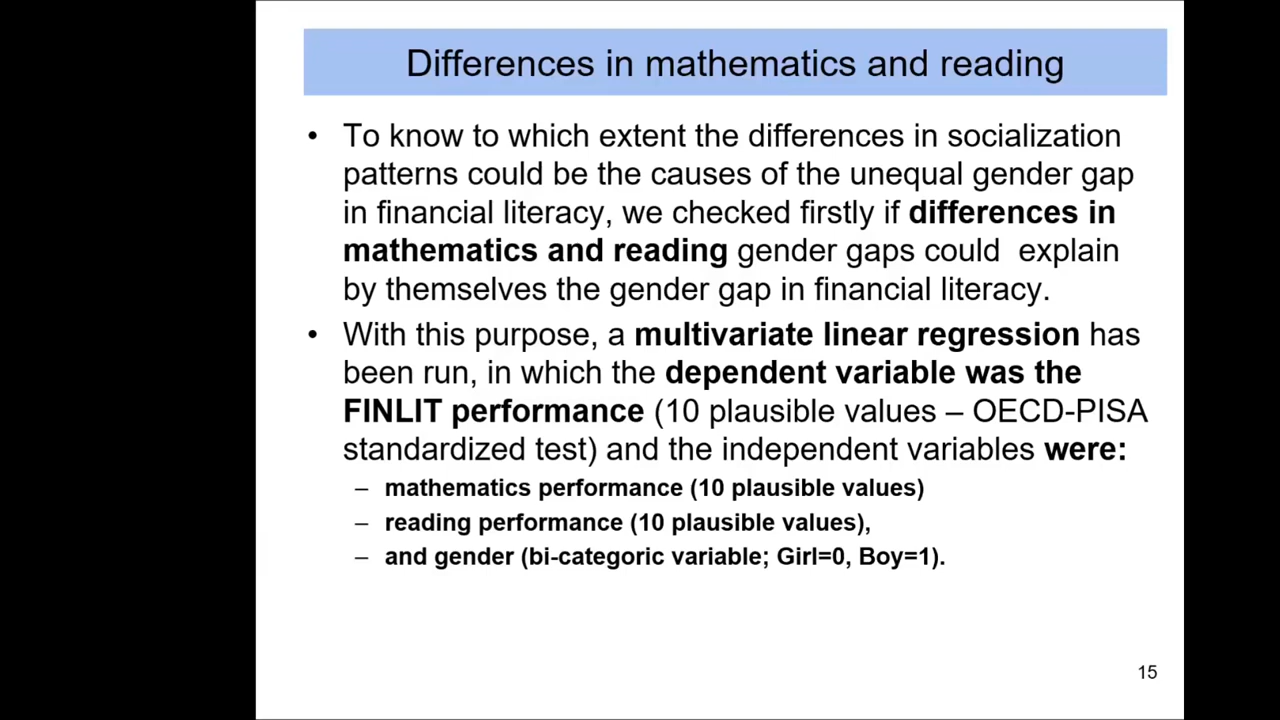 Differences in mathematics and reading
• To know to which extent the differences in socialization
patterns could be the causes of the unequal gender gap
in financial literacy, we checked firstly if differences in
mathematics and reading gender gaps could  explain
by themselves the gender gap in financial literacy.
• With this purpose, a multivariate linear regression has
been run, in which the dependent variable was the
FINLIT performance (10 plausible values – OECD-PISA
standardized test) and the independent variables were:
– mathematics performance (10 plausible values)
– reading performance (10 plausible values),
– and gender (bi-categoric variable; Girl=0, Boy=1).
15